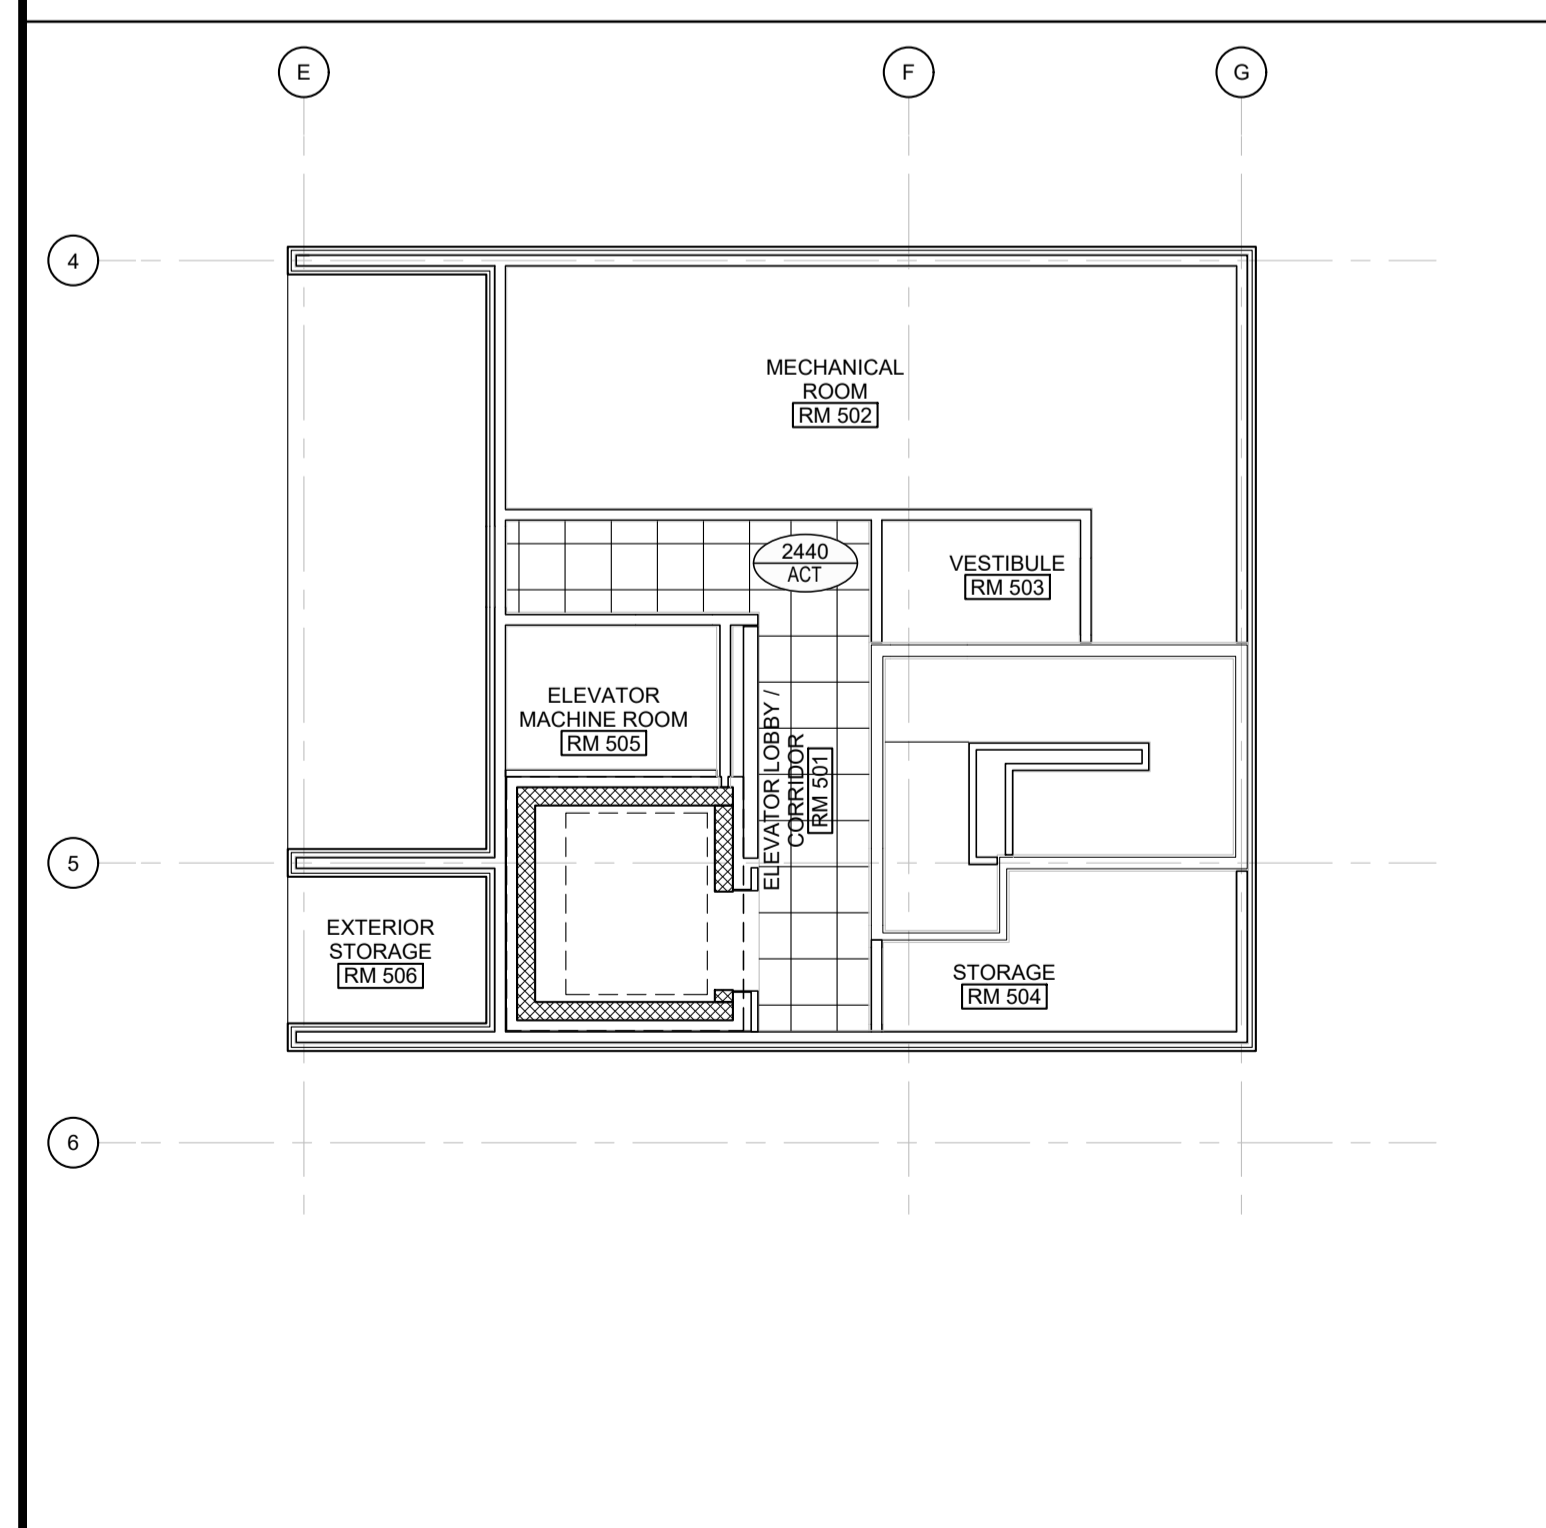 E
F
G
4
MECHANICAL
ROOM
RM 502
2440
ACT
VESTIBULE
RM 503
ELEVATOR
MACHINE ROOM
RM 505
ELEVATOR LOBBY /
CORRIDOR
RM 501
5
EXTERIOR
STORAGE
RM 506
STORAGE
RM 504
6